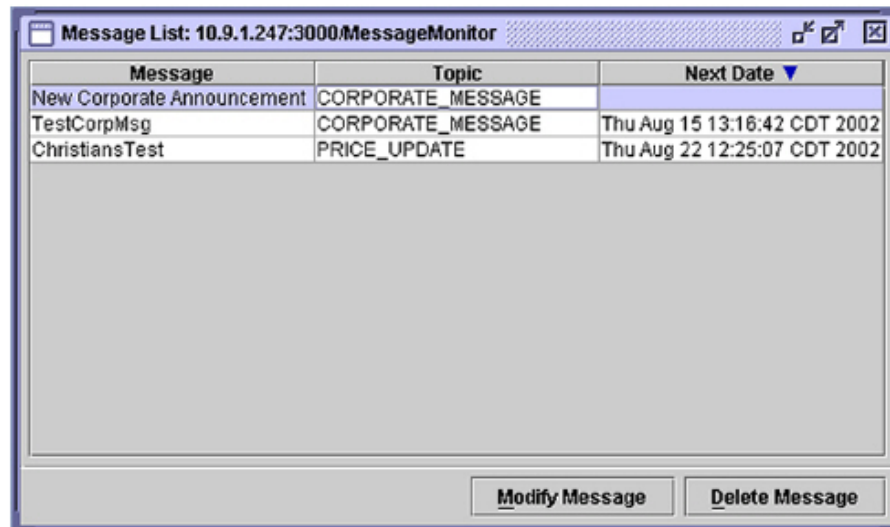 Message List: 10.9.1.247:3000/MessageMonitor
Message Topic Next Date
New Corporate Announcement CORPORATE_MESSAGE
TestCorpMsg CORPORATE_MESSAGE Thu Aug 15 13:16:42 CDT 2002
ChristiansTest PRICE_UPDATE Thu Aug 22 12:25:07 CDT 2002
Modify Message Delete Message